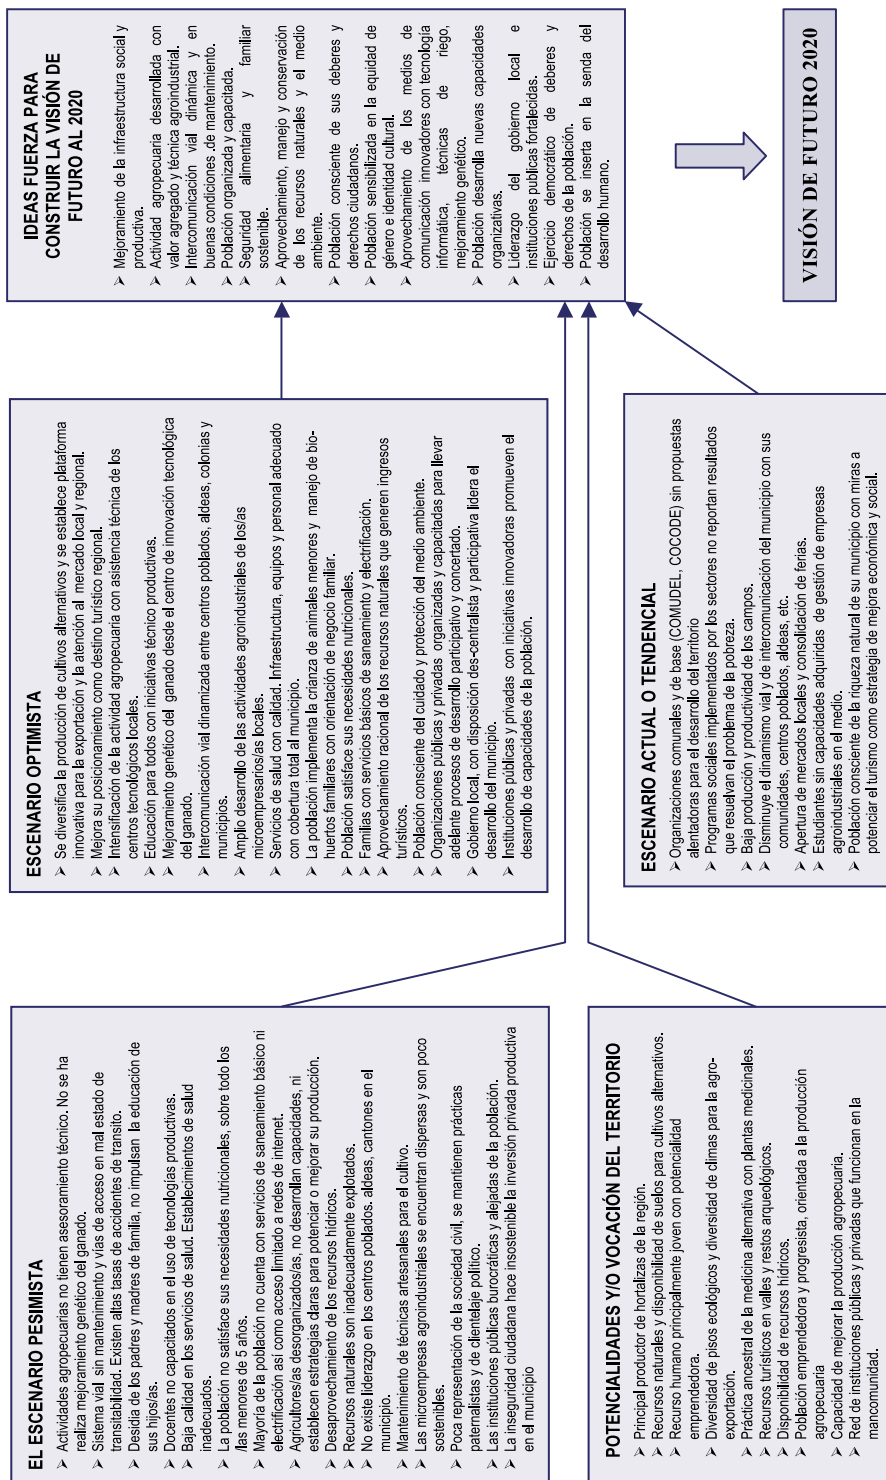 EL ESCENARIO PESIMISTA
➢ Actividades agropecuarias no tienen asesoramiento técnico. No se ha
realiza mejoramiento genético del ganado.
➢ Sistema vial sin mantenimiento y vías de acceso en mal estado de
transitabilidad. Existen altas tasas de accidentes de transito.
➢ Desidia de los padres y madres de familia, no impulsan la educación de
sus hijos/as.
➢ Docentes no capacitados en el uso de tecnologías productivas.
➢ Baja calidad en los servicios de salud. Establecimientos de salud
inadecuados.
➢ La población no satisface sus necesidades nutricionales, sobre todo los
/las menores de 5 años.
➢ Mayoría de la población no cuenta con servicios de saneamiento básico ni
electrificación así como acceso limitado a redes de internet.
➢ Agricultores/as desorganizados/as, no desarrollan capacidades, ni
establecen estrategias claras para potenciar o mejorar su producción.
➢ Desaprovechamiento de los recursos hídricos.
➢ Recursos naturales son inadecuadamente explotados.
➢ No existe liderazgo en los centros poblados, aldeas, cantones en el
municipio.
➢ Mantenimiento de técnicas artesanales para el cultivo.
➢ Las microempresas agroindustriales se encuentran dispersas y son poco
sostenibles.
➢ Poca representación de la sociedad civil, se mantienen prácticas
paternalistas y de clientelaje político.
➢ Las instituciones públicas burocráticas y alejadas de la población.
➢ La inseguridad ciudadana hace insostenible la inversión privada productiva
en el municipio
POTENCIALIDADES Y/O VOCACIÓN DEL TERRITORIO
➢ Principal productor de hortalizas de la región.
➢ Recursos naturales y disponibilidad de suelos para cultivos alternativos.
➢ Recurso humano principalmente joven con potencialidad
emprendedora.
➢ Diversidad de pisos ecológicos y diversidad de climas para la agro-
exportación.
➢ Práctica ancestral de la medicina alternativa con plantas medicinales.
➢ Recursos turísticos en valles y restos arqueológicos.
➢ Disponibilidad de recursos hídricos.
➢ Población emprendedora y progresista, orientada a la producción
agropecuaria
➢ Capacidad de mejorar la producción agropecuaria.
➢ Red de instituciones públicas y privadas que funcionan en la
mancomunidad.
ESCENARIO OPTIMISTA
➢ Se diversifica la producción de cultivos alternativos y se establece plataforma
innovativa para la exportación y la atención al mercado local y regional.
➢ Mejora su posicionamiento como destino turístico regional.
➢ Intensificación de la actividad agropecuaria con asistencia técnica de los
centros tecnológicos locales.
➢ Educación para todos con iniciativas técnico productivas.
➢ Mejoramiento genético del ganado desde el centro de innovación tecnológica
del ganado.
➢ Intercomunicación vial dinamizada entre centros poblados, aldeas, colonias y
municipios.
➢ Amplio desarrollo de las actividades agroindustriales de los/as
microempresarios/as locales.
➢ Servicios de salud con calidad. Infraestructura, equipos y personal adecuado
con cobertura total al municipio.
➢ La población implementa la crianza de animales menores y manejo de bio-
huertos familiares con orientación de negocio familiar.
➢ Población satisface sus necesidades nutricionales.
➢ Familias con servicios básicos de saneamiento y electrificación.
➢ Aprovechamiento racional de los recursos naturales que generen ingresos
turísticos.
➢ Población consciente del cuidado y protección del medio ambiente.
➢ Organizaciones públicas y privadas organizadas y capacitadas para llevar
adelante procesos de desarrollo participativo y concertado.
➢ Gobierno local, con disposición des-centralista y participativa lidera el
desarrollo del municipio.
➢ Instituciones públicas y privadas con iniciativas innovadoras promueven el
desarrollo de capacidades de la población.
ESCENARIO ACTUAL O TENDENCIAL
➢ Organizaciones comunales y de base (COMUDEL, COCODE) sin propuestas
alentadoras para el desarrollo del territorio
➢ Programas sociales implementados por los sectores no reportan resultados
que resuelvan el problema de la pobreza.
➢ Baja producción y productividad de los campos.
➢ Disminuye el dinamismo vial y de intercomunicación del municipio con sus
comunidades, centros poblados, aldeas, etc.
➢ Apertura de mercados locales y consolidación de ferias.
➢ Estudiantes sin capacidades adquiridas de gestión de empresas
agroindustriales en el medio.
➢ Población consciente de la riqueza natural de su municipio con miras a
potenciar el turismo como estrategia de mejora económica y social.
IDEAS FUERZA PARA
CONSTRUIR LA VISIÓN DE
FUTURO AL 2020
➢ Mejoramiento de la infraestructura social y
productiva.
➢ Actividad agropecuaria desarrollada con
valor agregado y técnica agroindustrial.
➢ Intercomunicación vial dinámica y en
buenas condiciones .de mantenimiento.
➢ Población organizada y capacitada.
➢ Seguridad alimentaria y familiar
sostenible.
➢ Aprovechamiento, manejo y conservación
de los recursos naturales y el medio
ambiente.
➢ Población consciente de sus deberes y
derechos ciudadanos.
➢ Población sensibilizada en la equidad de
género e identidad cultural.
➢ Aprovechamiento de los medios de
comunicación innovadores con tecnología
informática, técnicas de riego,
mejoramiento genético.
➢ Población desarrolla nuevas capacidades
organizativas.
➢ Liderazgo del gobierno local e
instituciones publicas fortalecidas.
➢ Ejercicio democrático de deberes y
derechos de la población.
➢ Población se inserta en la senda del
desarrollo humano.
VISIÓN DE FUTURO 2020